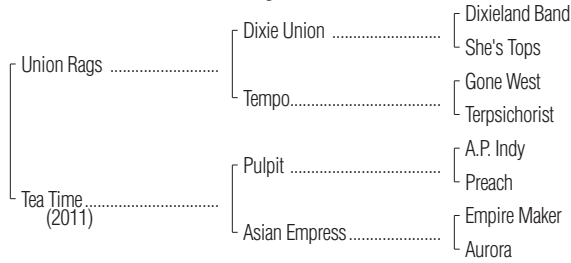 Dixieland Band
Dixie Union ........................
She's Tops
Union Rags ........................
Gone West
Tempo.................................
Terpsichorist
A.P. Indy
Pulpit .................................
Preach
Tea Time..............................
(2011)
Empire Maker
Asian Empress....................
Aurora